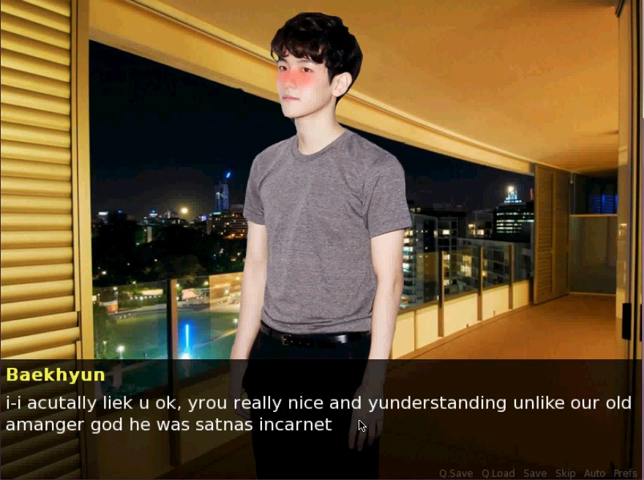 Baekhyun
i-i acutally liek u ok, yrou really nice and yunderstanding unlike our old
amanger god he was satnas incarnet
Q.Save Q.Load Save Skip Auto Prefs